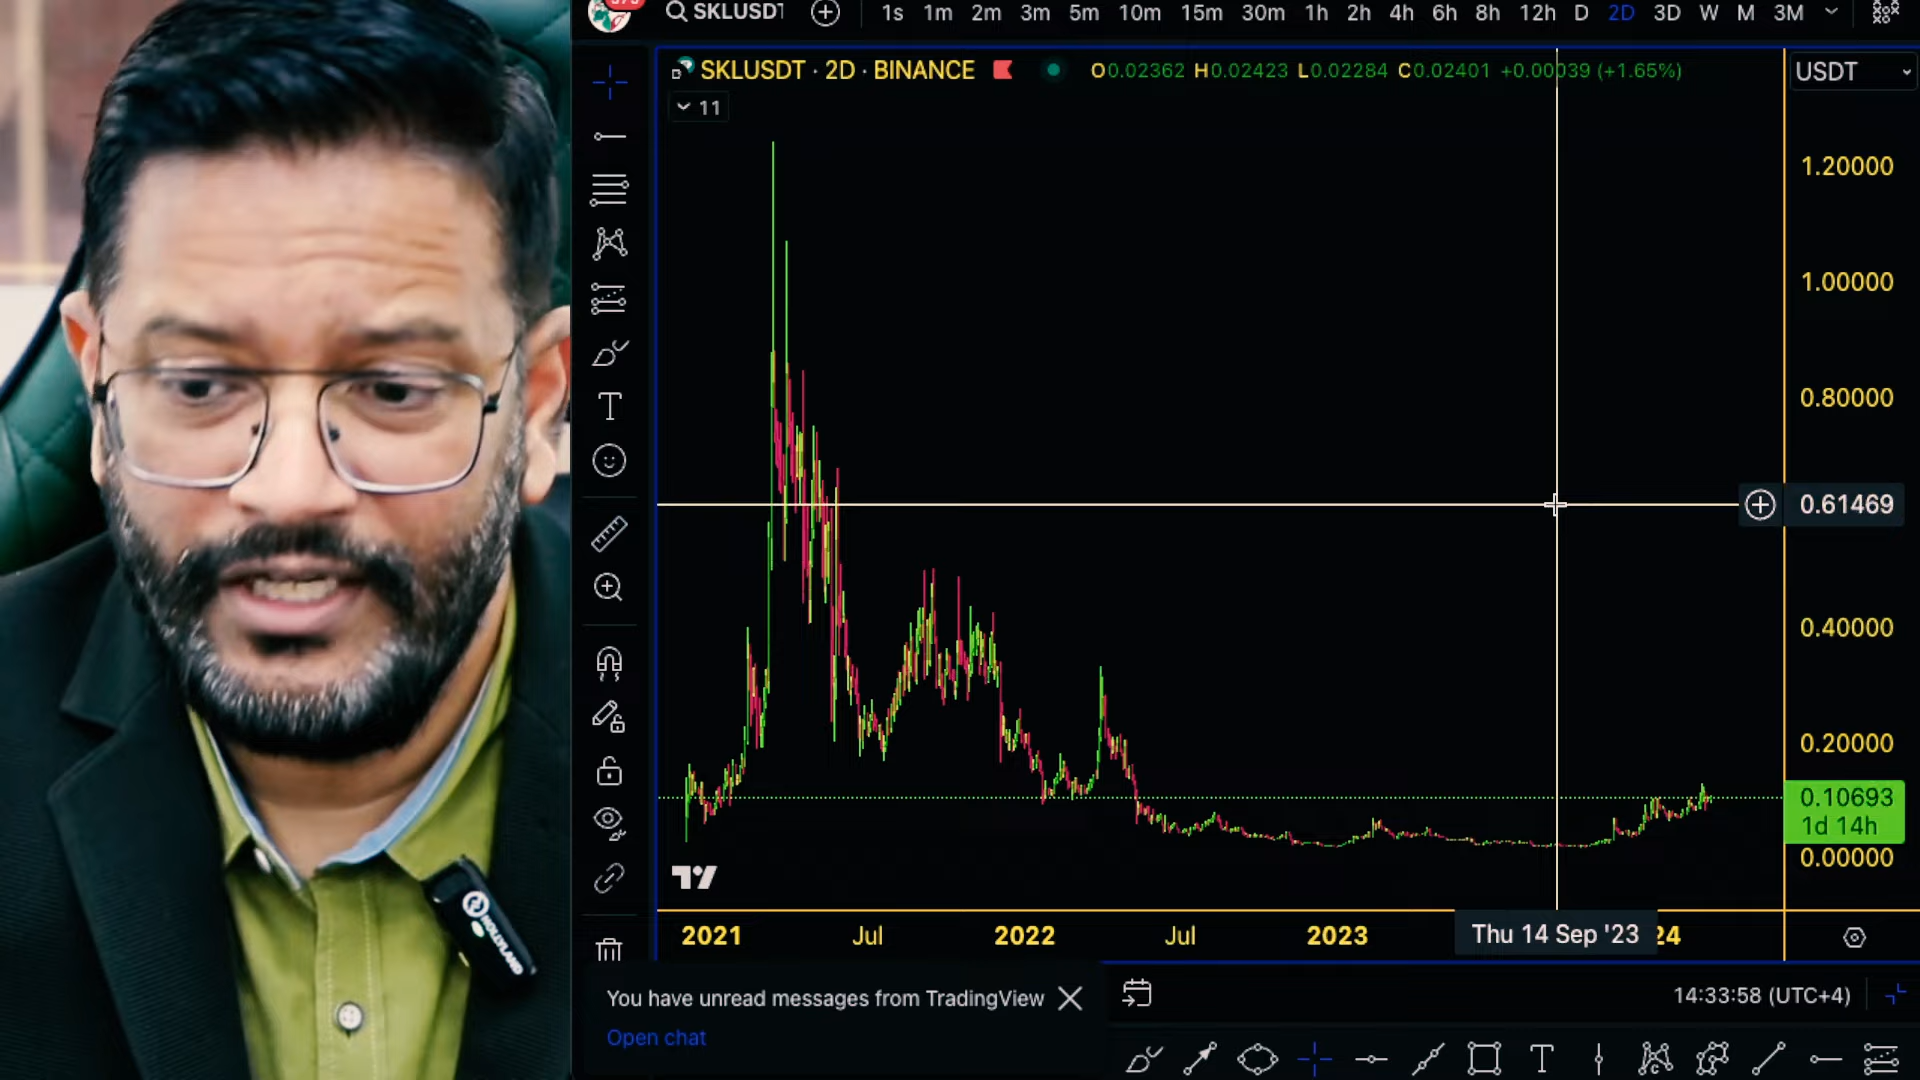 SKLUSDT
1s 1m 2m 3m 5m 10m 15m 30m 1h 2h 4h 6h 8h 12h D 2D 3D W M 3M
SKLUSDT · 2D · BINANCE O0.02362 H0.02423 L0.02284 C0.02401 +0.00039 (+1.65%)
USDT
11
1.20000
1.00000
0.80000
0.61469
0.40000
0.20000
0.10693
1d 14h
0.00000
2021 Jul 2022 Jul 2023 Thu 14 Sep '23 24
HOLLYLAND
You have unread messages from TradingView
Open chat
14:33:58 (UTC+4)